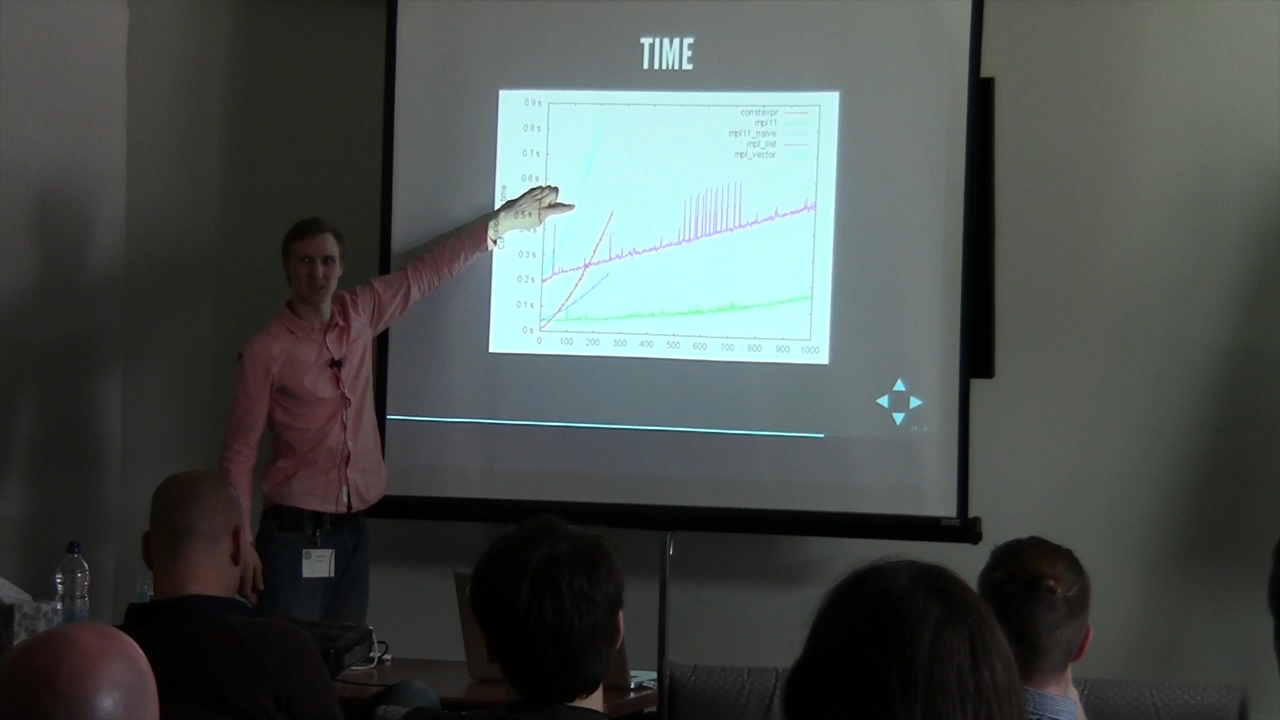 TIME
0.9 s
0.8 s
0.7 s
0.6 s
0.5 s
0.3 s
0.2 s
0.1 s
0 s
constexpr
mpl11
mpl11_naive
mpl_list
mpl_vector
0 100 200 300 400 500 600 700 800 900 1000